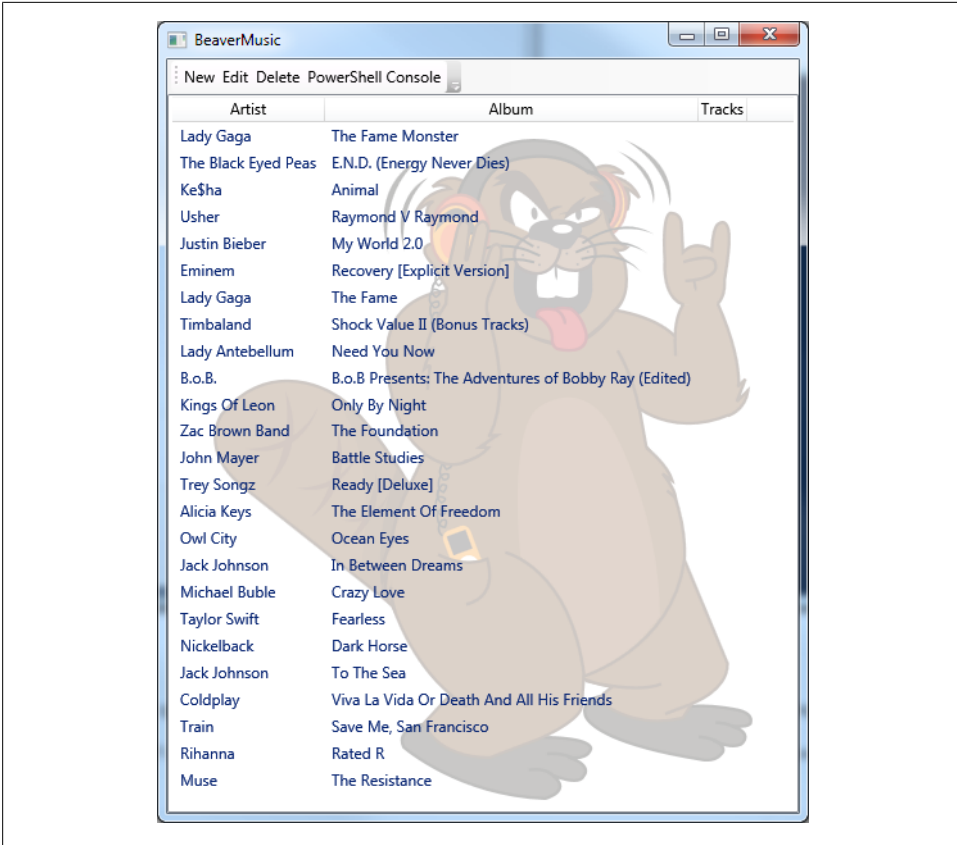 BeaverMusic
New Edit Delete PowerShell Console
Artist Album Tracks
Lady Gaga The Fame Monster
The Black Eyed Peas E.N.D. (Energy Never Dies)
Ke$ha Animal
Usher Raymond V Raymond
Justin Bieber My World 2.0
Eminem Recovery [Explicit Version]
Lady Gaga The Fame
Timbaland Shock Value II (Bonus Tracks)
Lady Antebellum Need You Now
B.o.B. B.o.B Presents: The Adventures of Bobby Ray (Edited)
Kings Of Leon Only By Night
Zac Brown Band The Foundation
John Mayer Battle Studies
Trey Songz Ready [Deluxe]
Alicia Keys The Element Of Freedom
Owl City Ocean Eyes
Jack Johnson In Between Dreams
Michael Buble Crazy Love
Taylor Swift Fearless
Nickelback Dark Horse
Jack Johnson To The Sea
Coldplay Viva La Vida Or Death And All His Friends
Train Save Me, San Francisco
Rihanna Rated R
Muse The Resistance